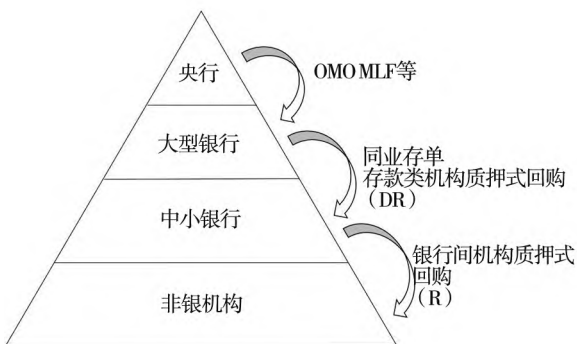 央行
OMO MLF等
大型银行
同业存单
存款类机构质押式回购
（DR）
中小银行
银行间机构质押式
回购
（R）
非银机构